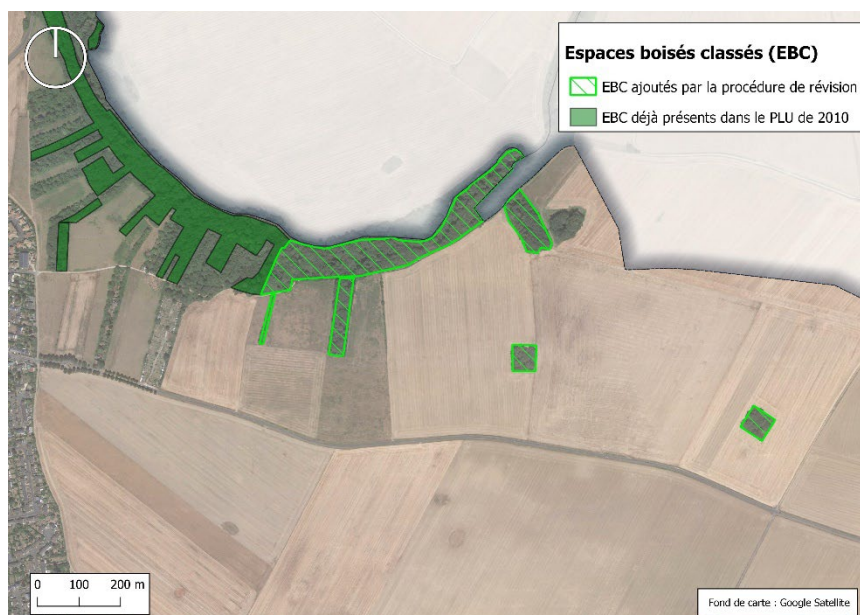 Espaces boisés classés (EBC)
EBC ajoutés par la procédure de révision
EBC déjà présents dans le PLU de 2010
0 100 200 m
Fond de carte : Google Satellite